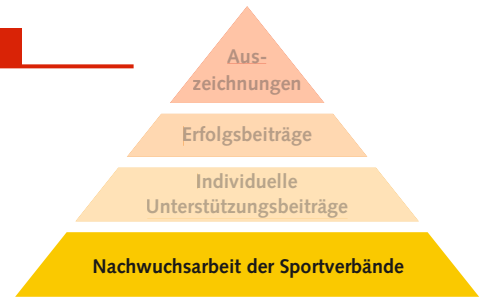 Aus-
zeichnungen
Erfolgsbeiträge
Individuelle
Unterstützungsbeiträge
Nachwuchsarbeit der Sportverbände